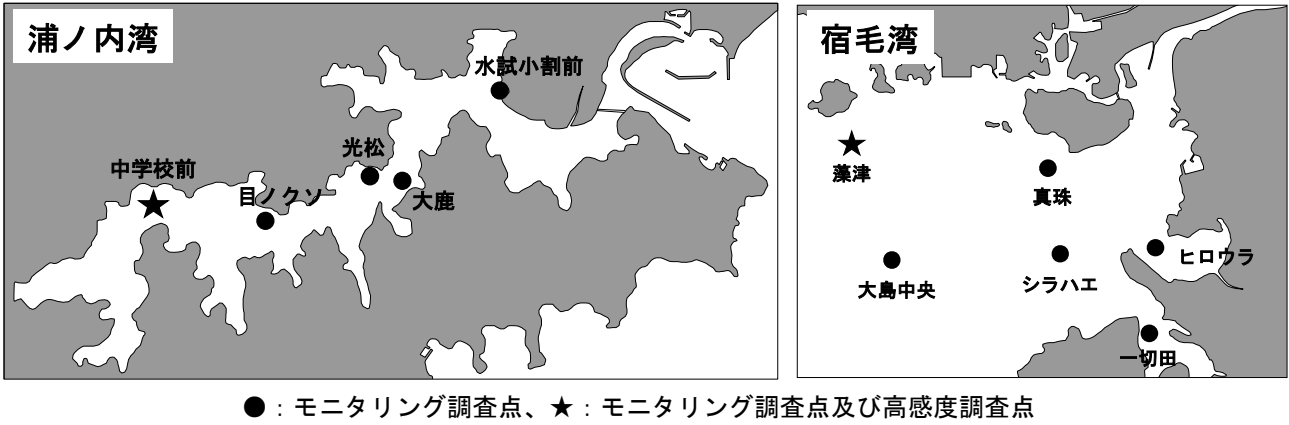 浦ノ内湾
水試小割前
光松
中学校前
目ノクソ
大鹿
宿毛湾
藻津
真珠
ヒロウラ
シラハエ
大島中央
一切田
●：モニタリング調査点、★：モニタリング調査点及び高感度調査点